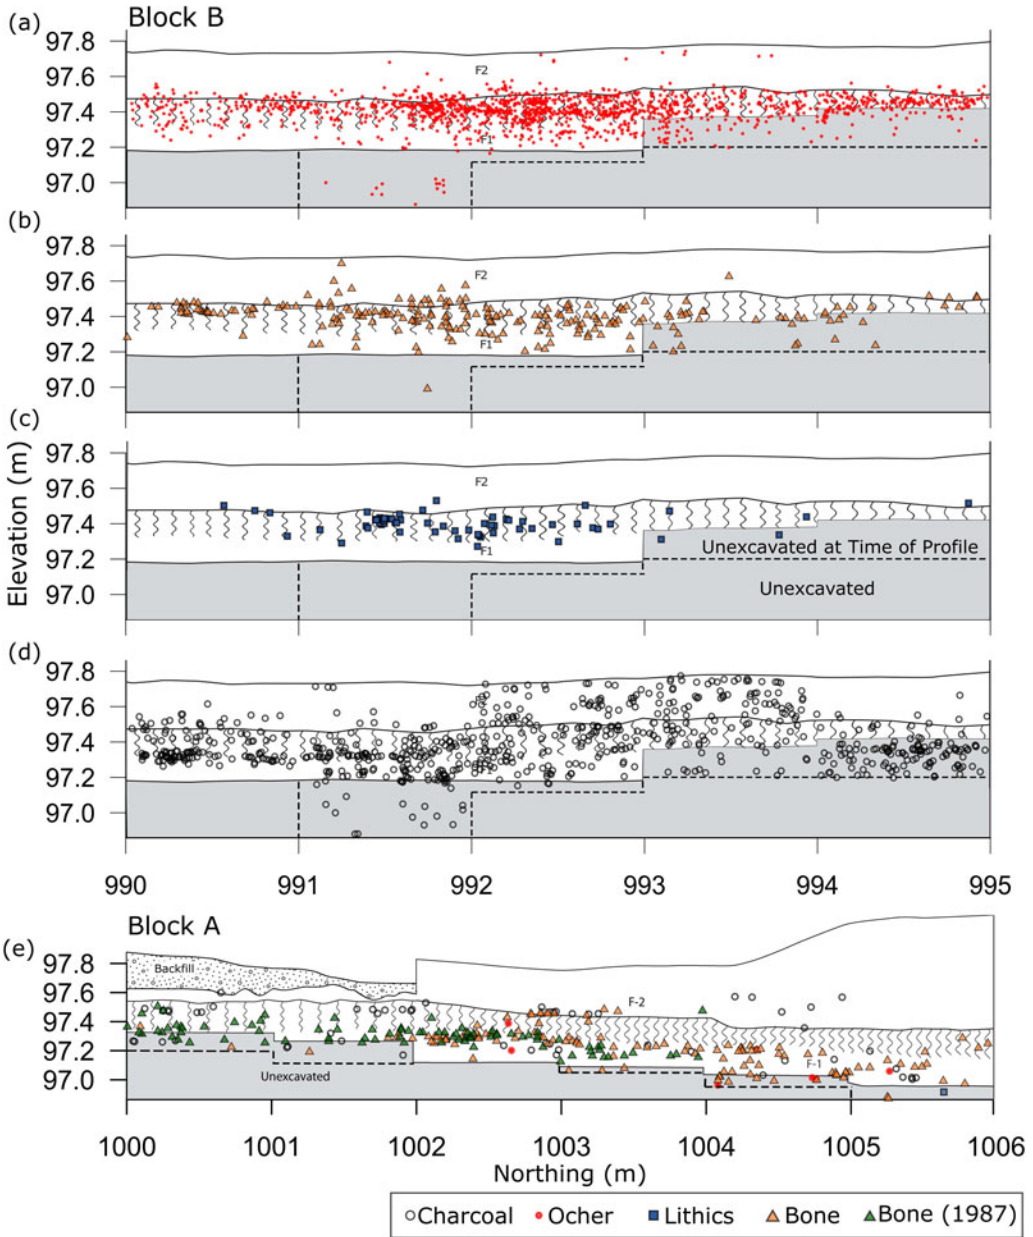 (a) Block B
97.8
97.6
97.4
97.2
97.0
F2
F1
(b)
97.8
97.6
97.4
97.2
97.0
F2
F1
(c)
97.8
97.6
97.4
97.2
97.0
F2
F1
Unexcavated at Time of Profile
Unexcavated
Elevation (m)
(d)
97.8
97.6
97.4
97.2
97.0
990 991 992 993 994 995
Block A
(e)
97.8
97.6
97.4
97.2
97.0
Backfill
F-2
F-1
Unexcavated
1000 1001 1002 1003 1004 1005 1006
Northing (m)
Charcoal Ocher Lithics Bone Bone (1987)